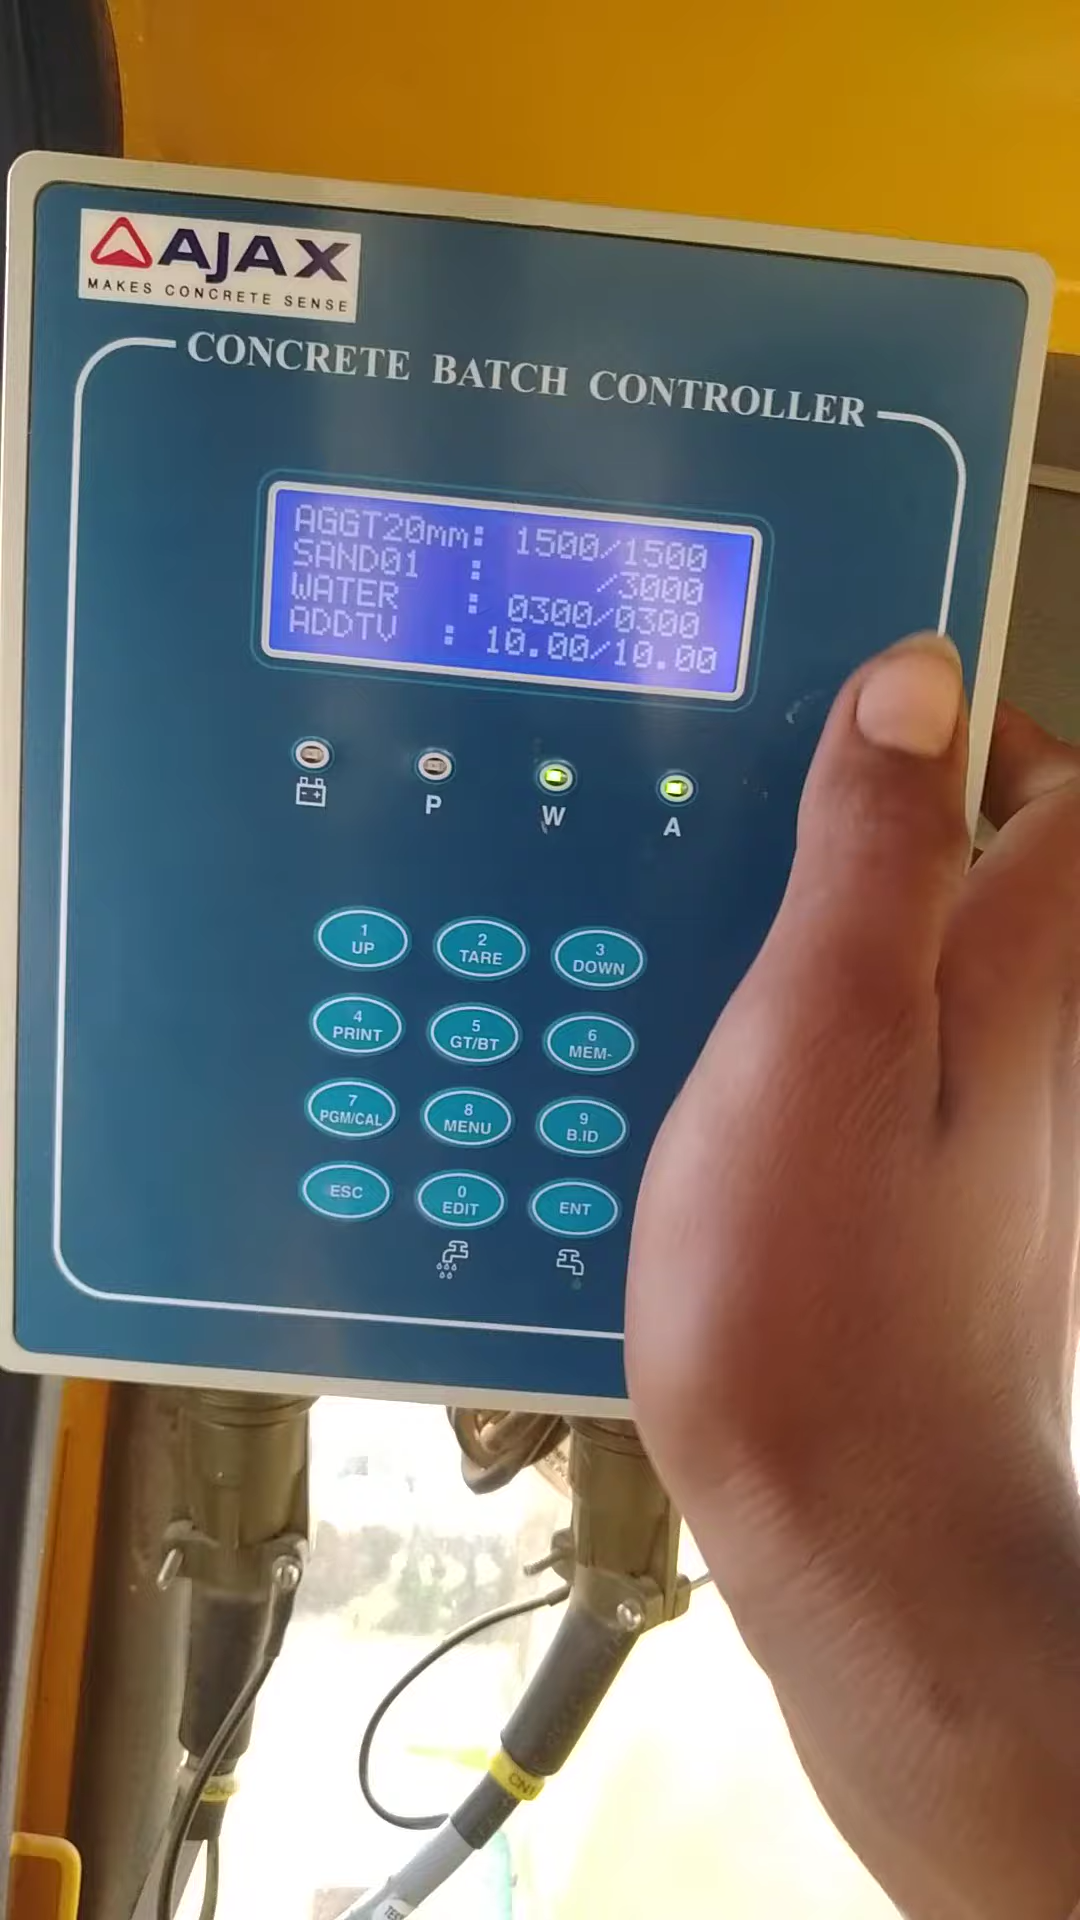 AJAX
MAKES CONCRETE SENSE
CONCRETE BATCH CONTROLLER
AGGT20mm: 1500/1500
SAND01 : /3000
WATER : 0300/0300
ADDTV : 10.00/10.00
P W A
1 UP
2 TARE
3 DOWN
4 PRINT
5 GT/BT
6 MEM-
7 PGM/CAL
8 MENU
9 B.ID
ESC
0 EDIT
ENT
CN1